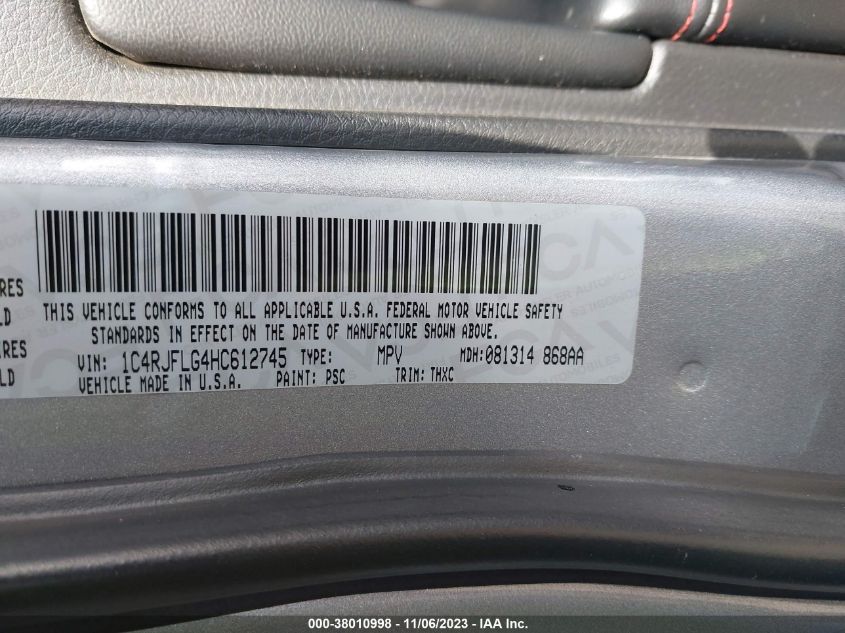 RES
THIS VEHICLE CONFORMS TO ALL APPLICABLE U.S.A. FEDERAL MOTOR VEHICLE SAFETY
LD
STANDARDS IN EFFECT ON THE DATE OF MANUFACTURE SHOWN ABOVE.
IRES
VIN: 1C4RJFLG4HC612745 TYPE: MPV MDH: 081314 868AA
LD
VEHICLE MADE IN U.S.A. PAINT: PSC TRIM: THXC
000-38010998 - 11/06/2023 - IAA Inc.